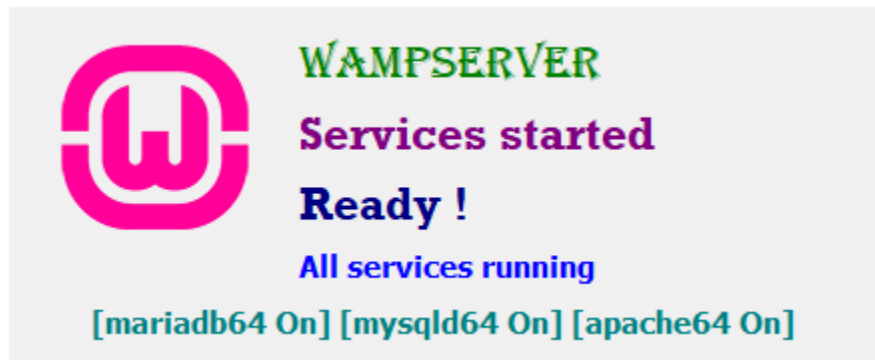 WAMPSERVER
Services started
Ready !
All services running
[mariadb64 On] [mysqld64 On] [apache64 On]